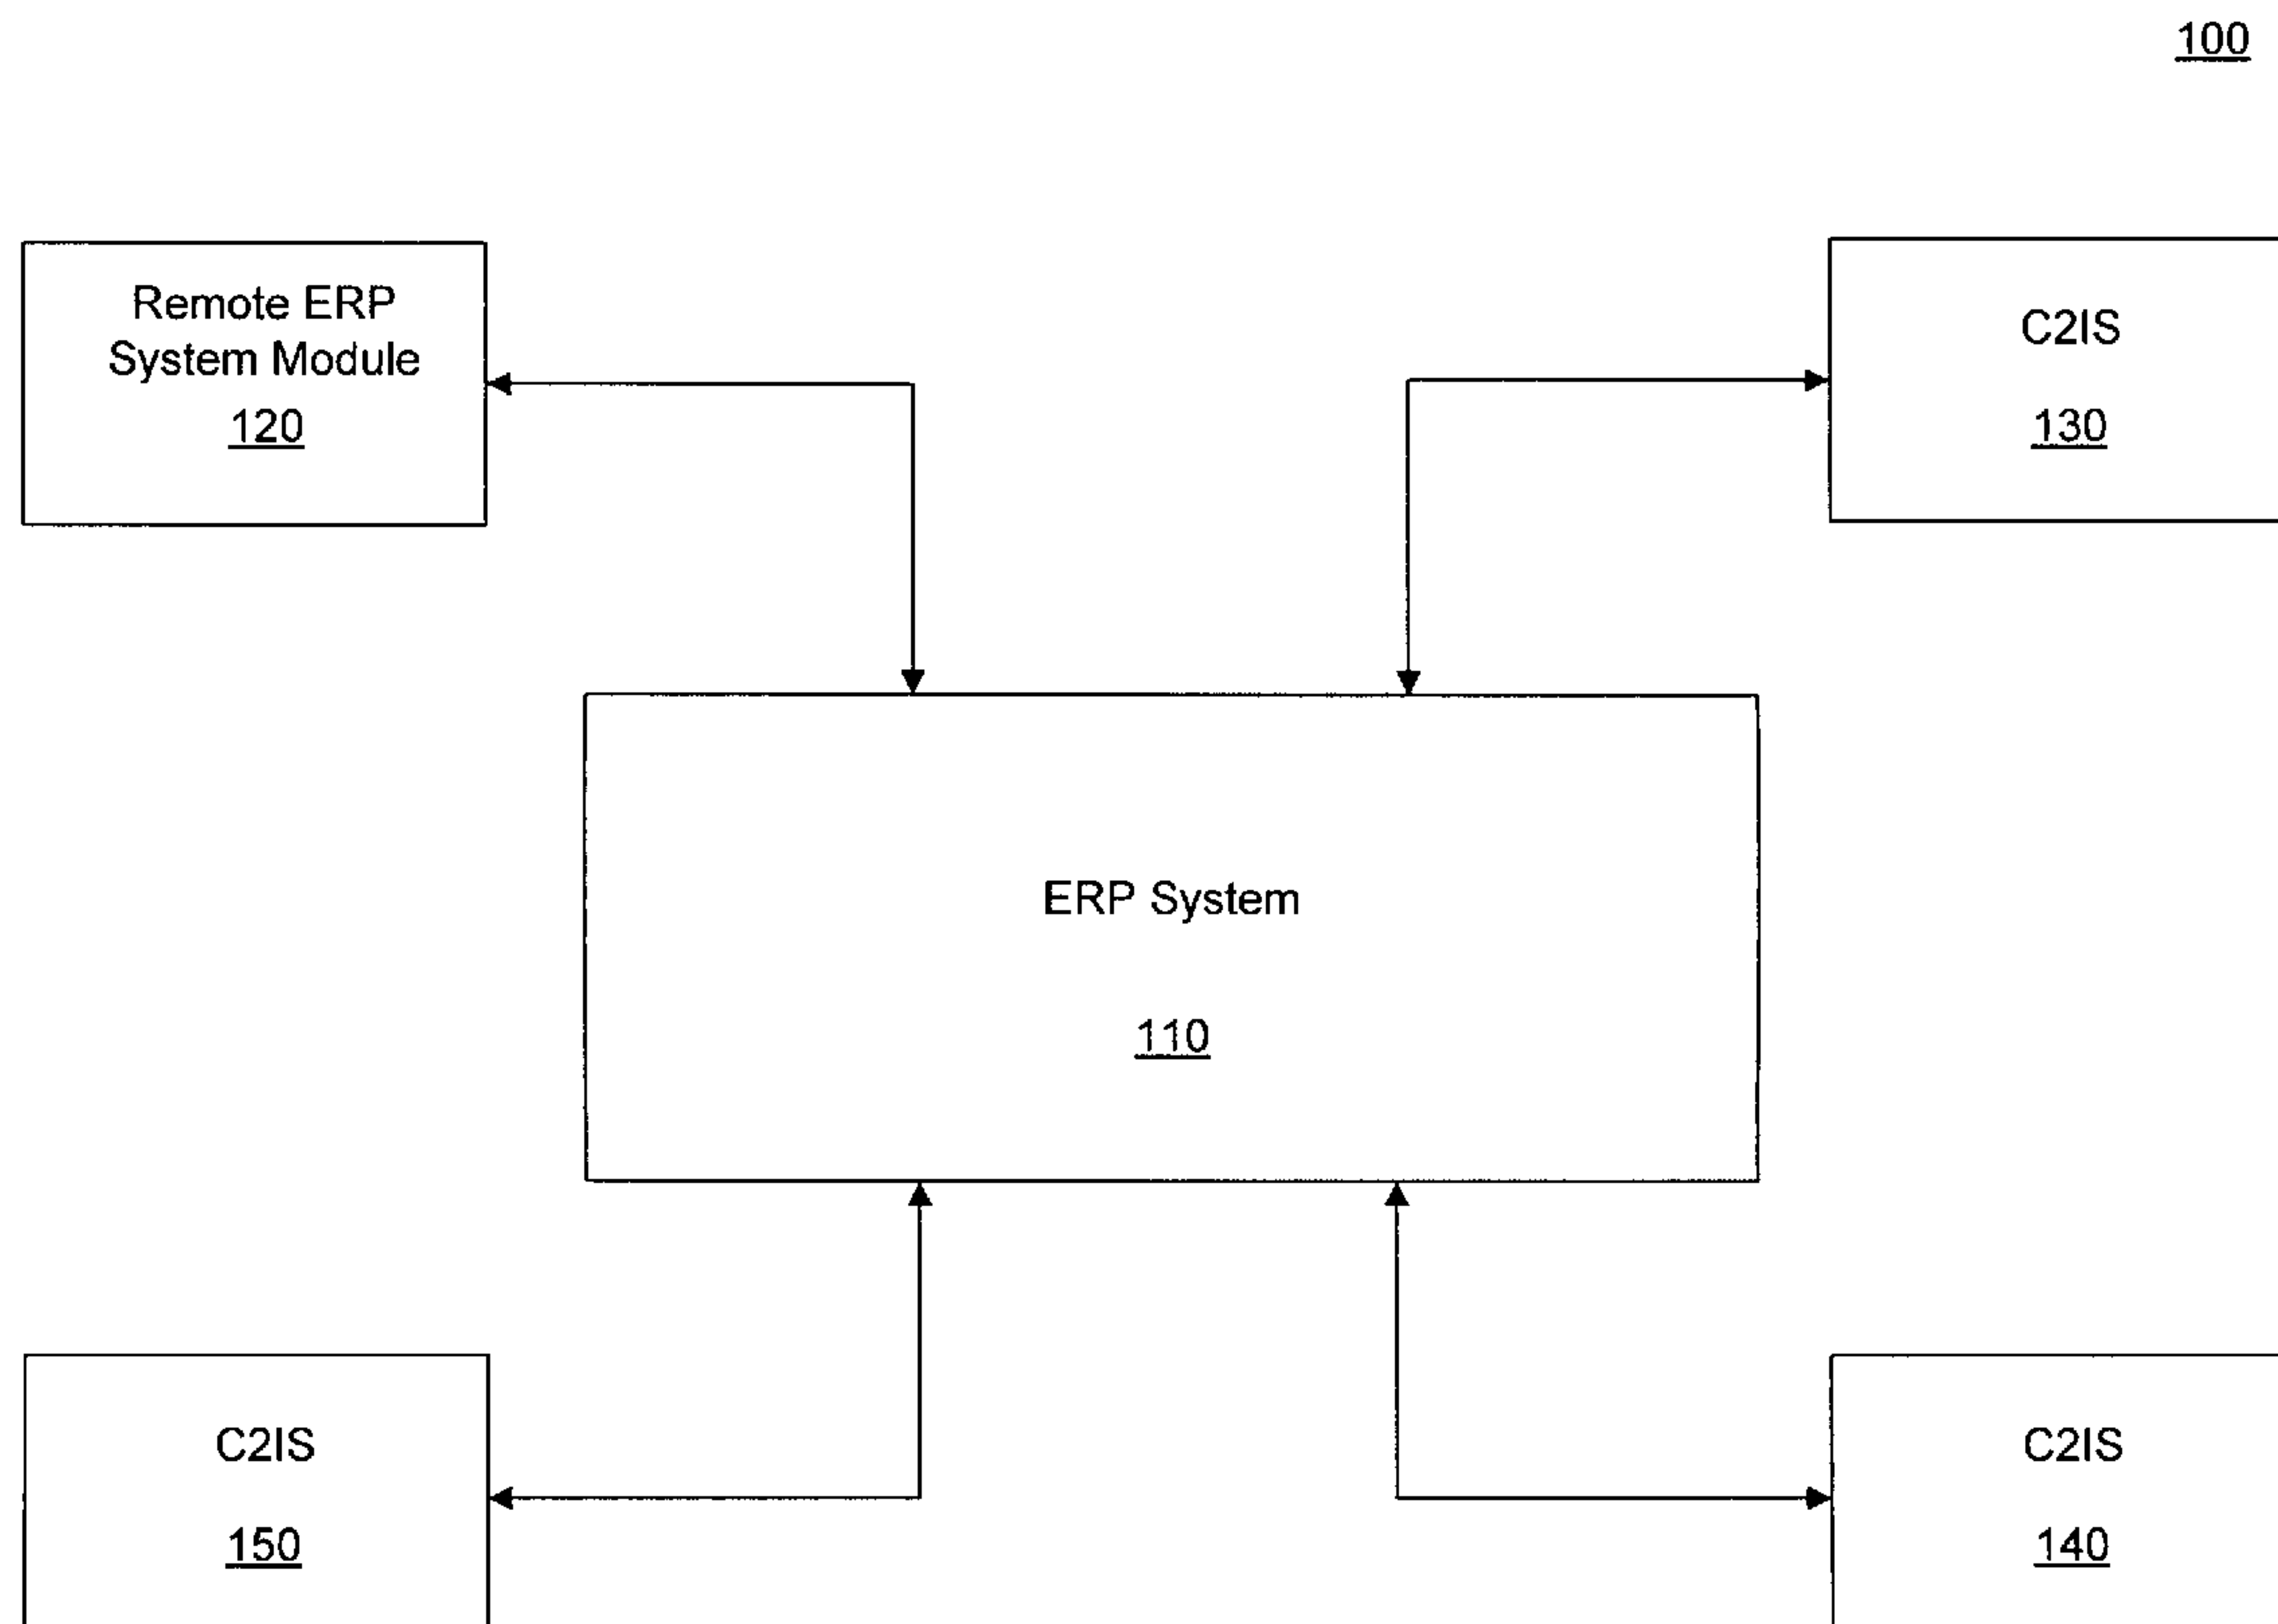 100
Remote ERP
System Module
120
C2IS
130
ERP System
110
C2IS
150
C2IS
140